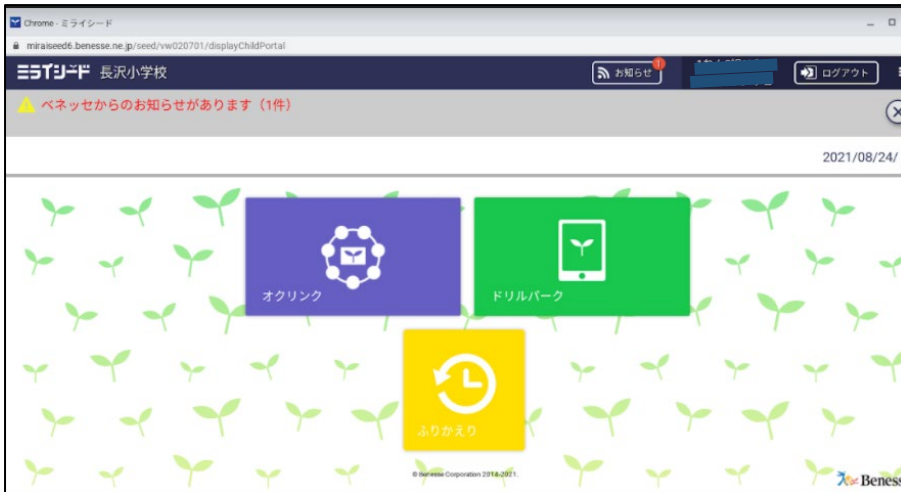 Chrome - ミライシード
miraiseed6.benesse.ne.jp/seed/vw020701/displayChildPortal
ミライシード 長沢小学校
お知らせ
1
ログアウト
ベネッセからのお知らせがあります（1件）
2021/08/24/
オクリンク
ドリルパーク
ふりかえり
© Benesse Corporation 2014-2021.
Beness